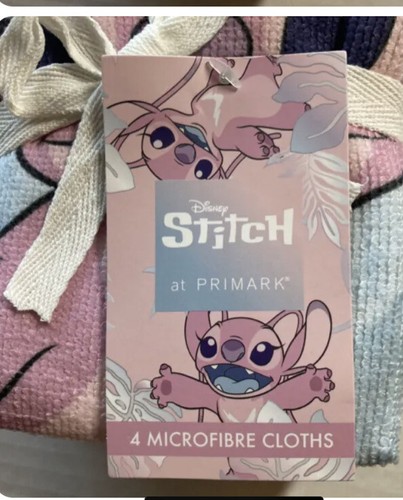 Disney
Stitch
at PRIMARK®
4 MICROFIBRE CLOTHS